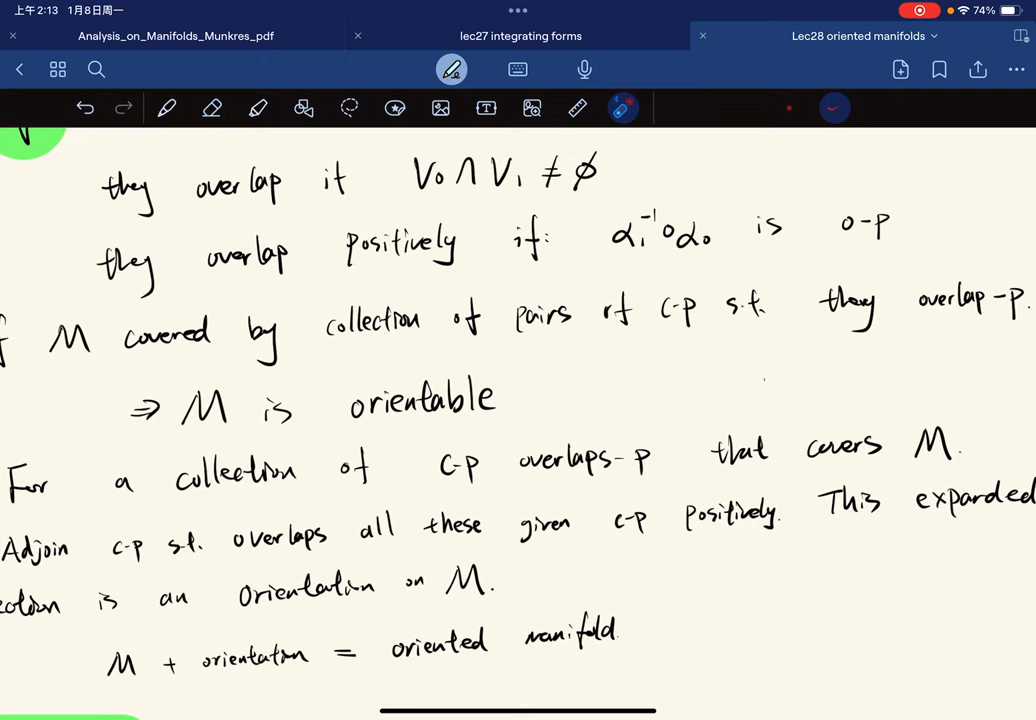 上午2:13 1月8日周一
74%
Analysis_on_Manifolds_Munkres_pdf
lec27 integrating forms
Lec28 oriented manifolds
they overlap if V₀ ∩ V₁ ≠ ∅
they overlap positively if: α₁⁻¹∘α₀ is o-p
M covered by collection of pairs of c-p s.t. they overlap-p.
⇒ M is orientable
For a collection of c-p overlaps-p that covers M.
Adjoin c-p s.t. overlaps all these given c-p positively. This expanded
ection is an orientation on M.
M + orientation = oriented manifold.